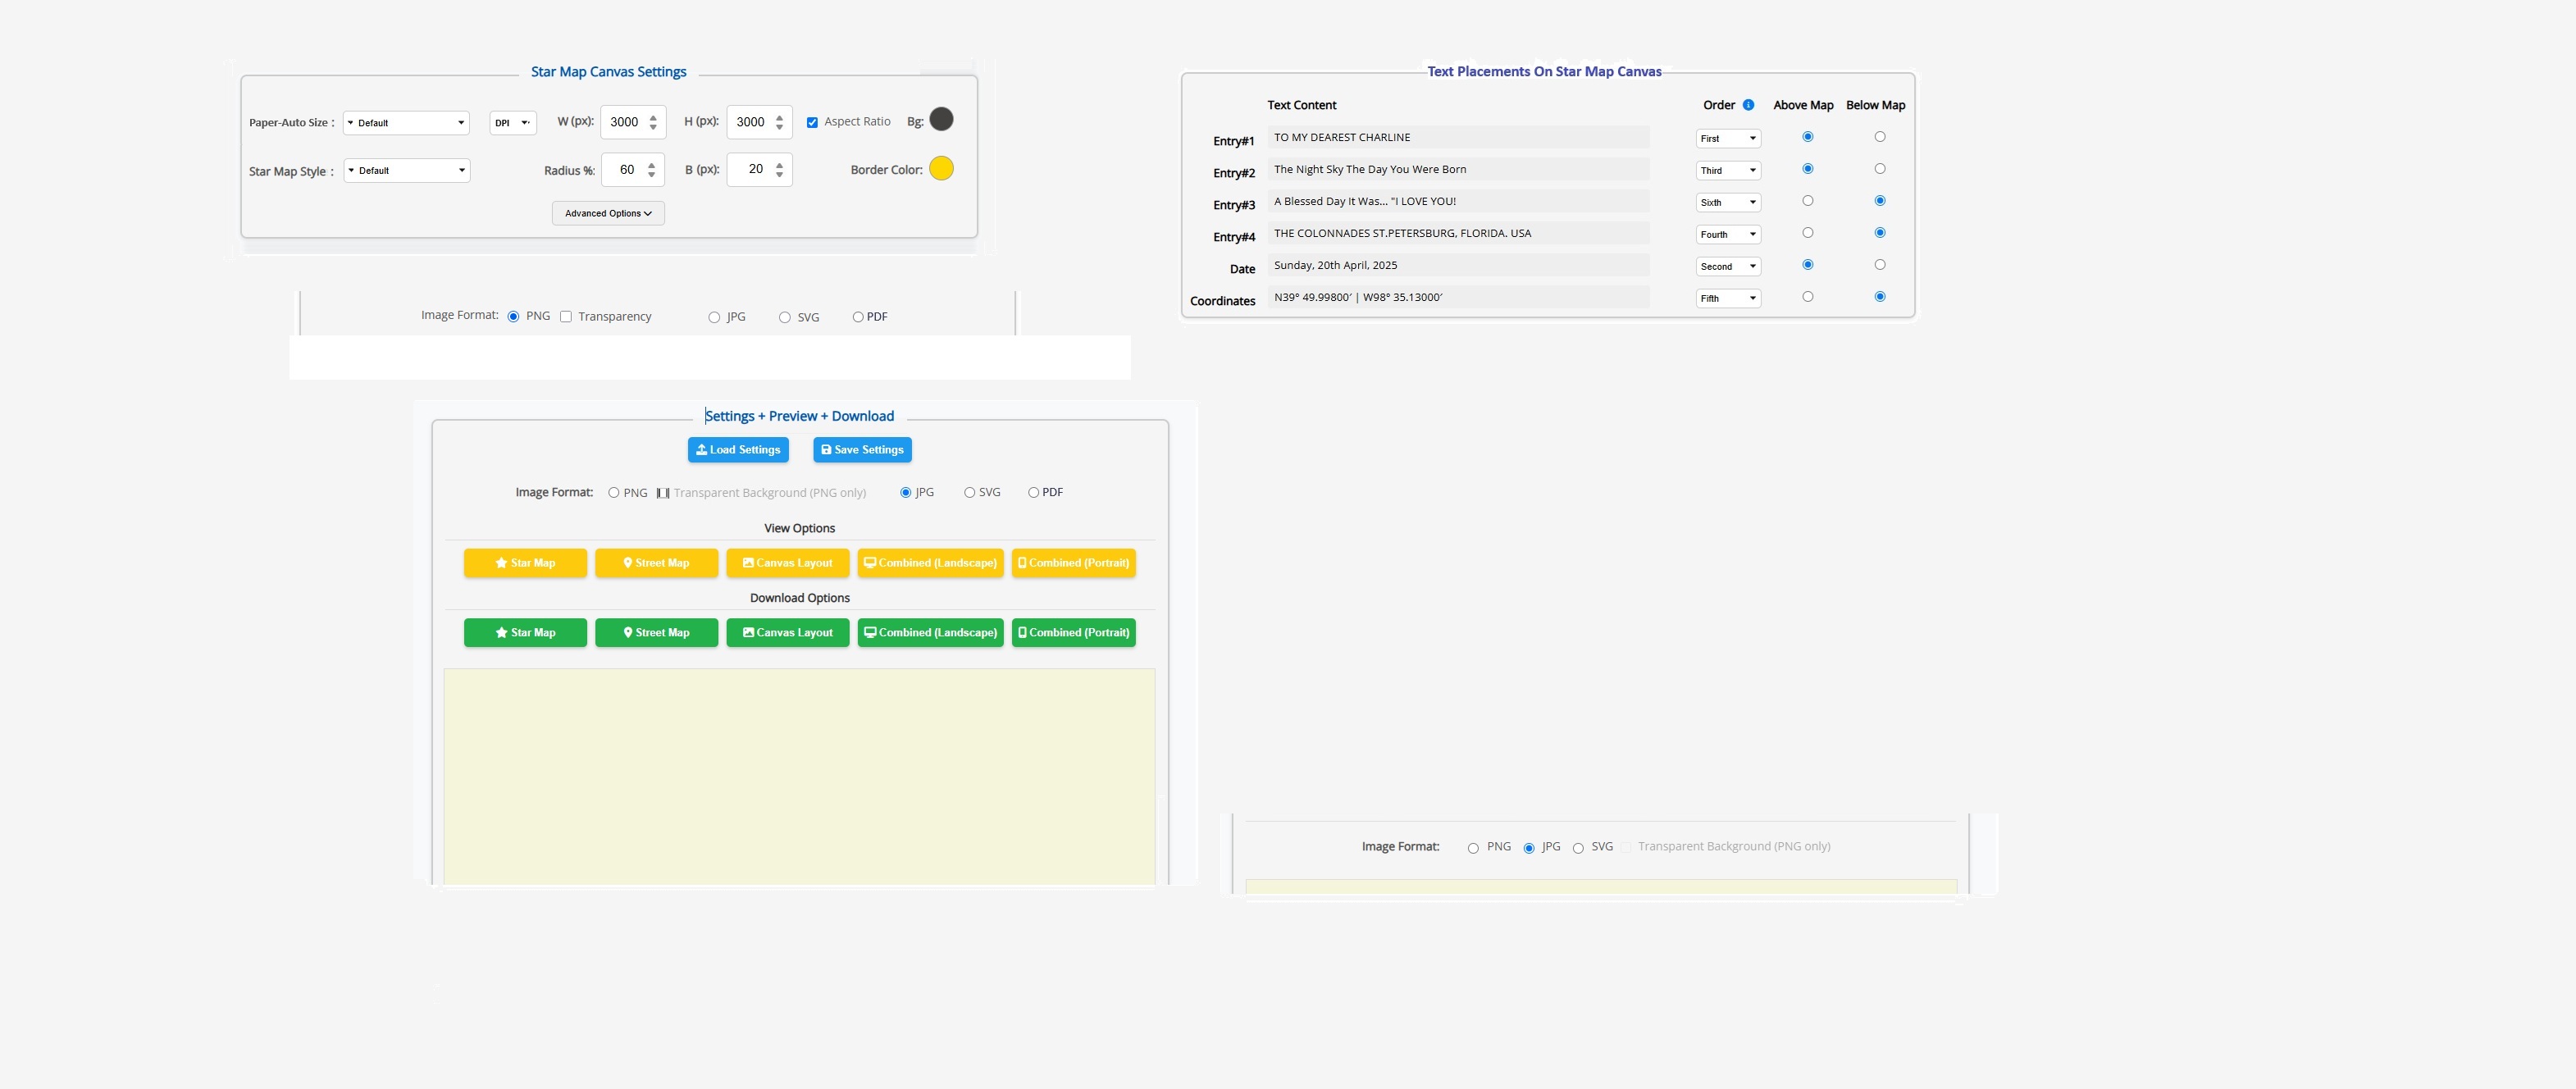 Star Map Canvas Settings
Paper-Auto Size : Default DPI W (px): 3000 H (px): 3000 Aspect Ratio Bg:
Star Map Style : Default Radius %: 60 B (px): 20 Border Color:
Advanced Options
Image Format: PNG Transparency JPG SVG PDF
Text Placements On Star Map Canvas
Text Content Order Above Map Below Map
Entry#1 TO MY DEAREST CHARLINE First
Entry#2 The Night Sky The Day You Were Born Third
Entry#3 A Blessed Day It Was... "I LOVE YOU! Sixth
Entry#4 THE COLONNADES ST.PETERSBURG, FLORIDA. USA Fourth
Date Sunday, 20th April, 2025 Second
Coordinates N39° 49.99800′ | W98° 35.13000′ Fifth
Settings + Preview + Download
Load Settings Save Settings
Image Format: PNG Transparent Background (PNG only) JPG SVG PDF
View Options
Star Map Street Map Canvas Layout Combined (Landscape) Combined (Portrait)
Download Options
Star Map Street Map Canvas Layout Combined (Landscape) Combined (Portrait)
Image Format: PNG JPG SVG Transparent Background (PNG only)